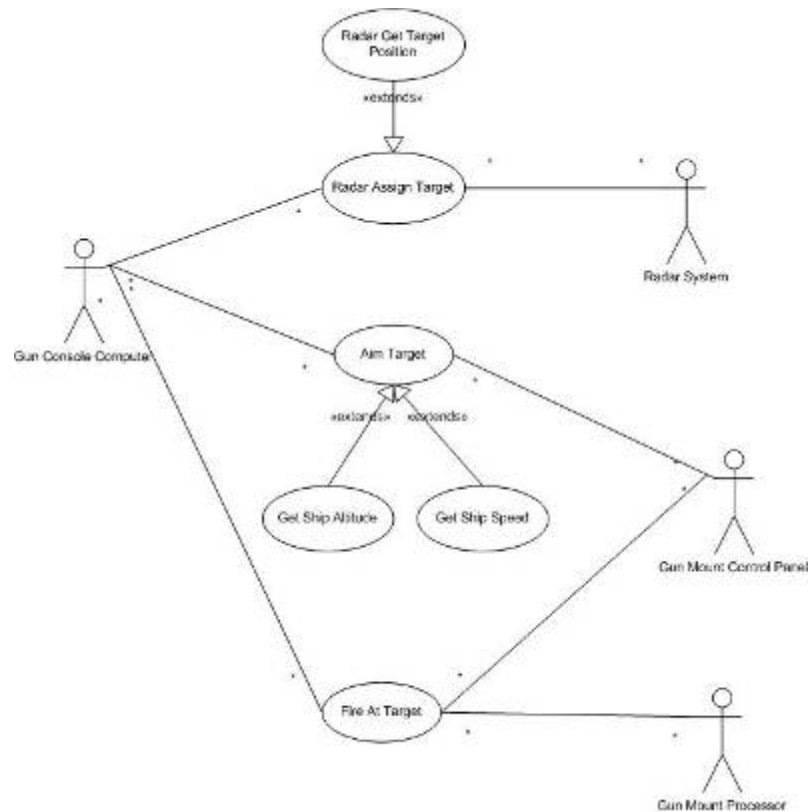 Radar Get Target
Position
«extends»
Radar Assign Target
Radar System
Gun Console Computer
Aim Target
«extends»
«extends»
Get Ship Altitude
Get Ship Speed
Gun Mount Control Panel
Fire At Target
Gun Mount Processor